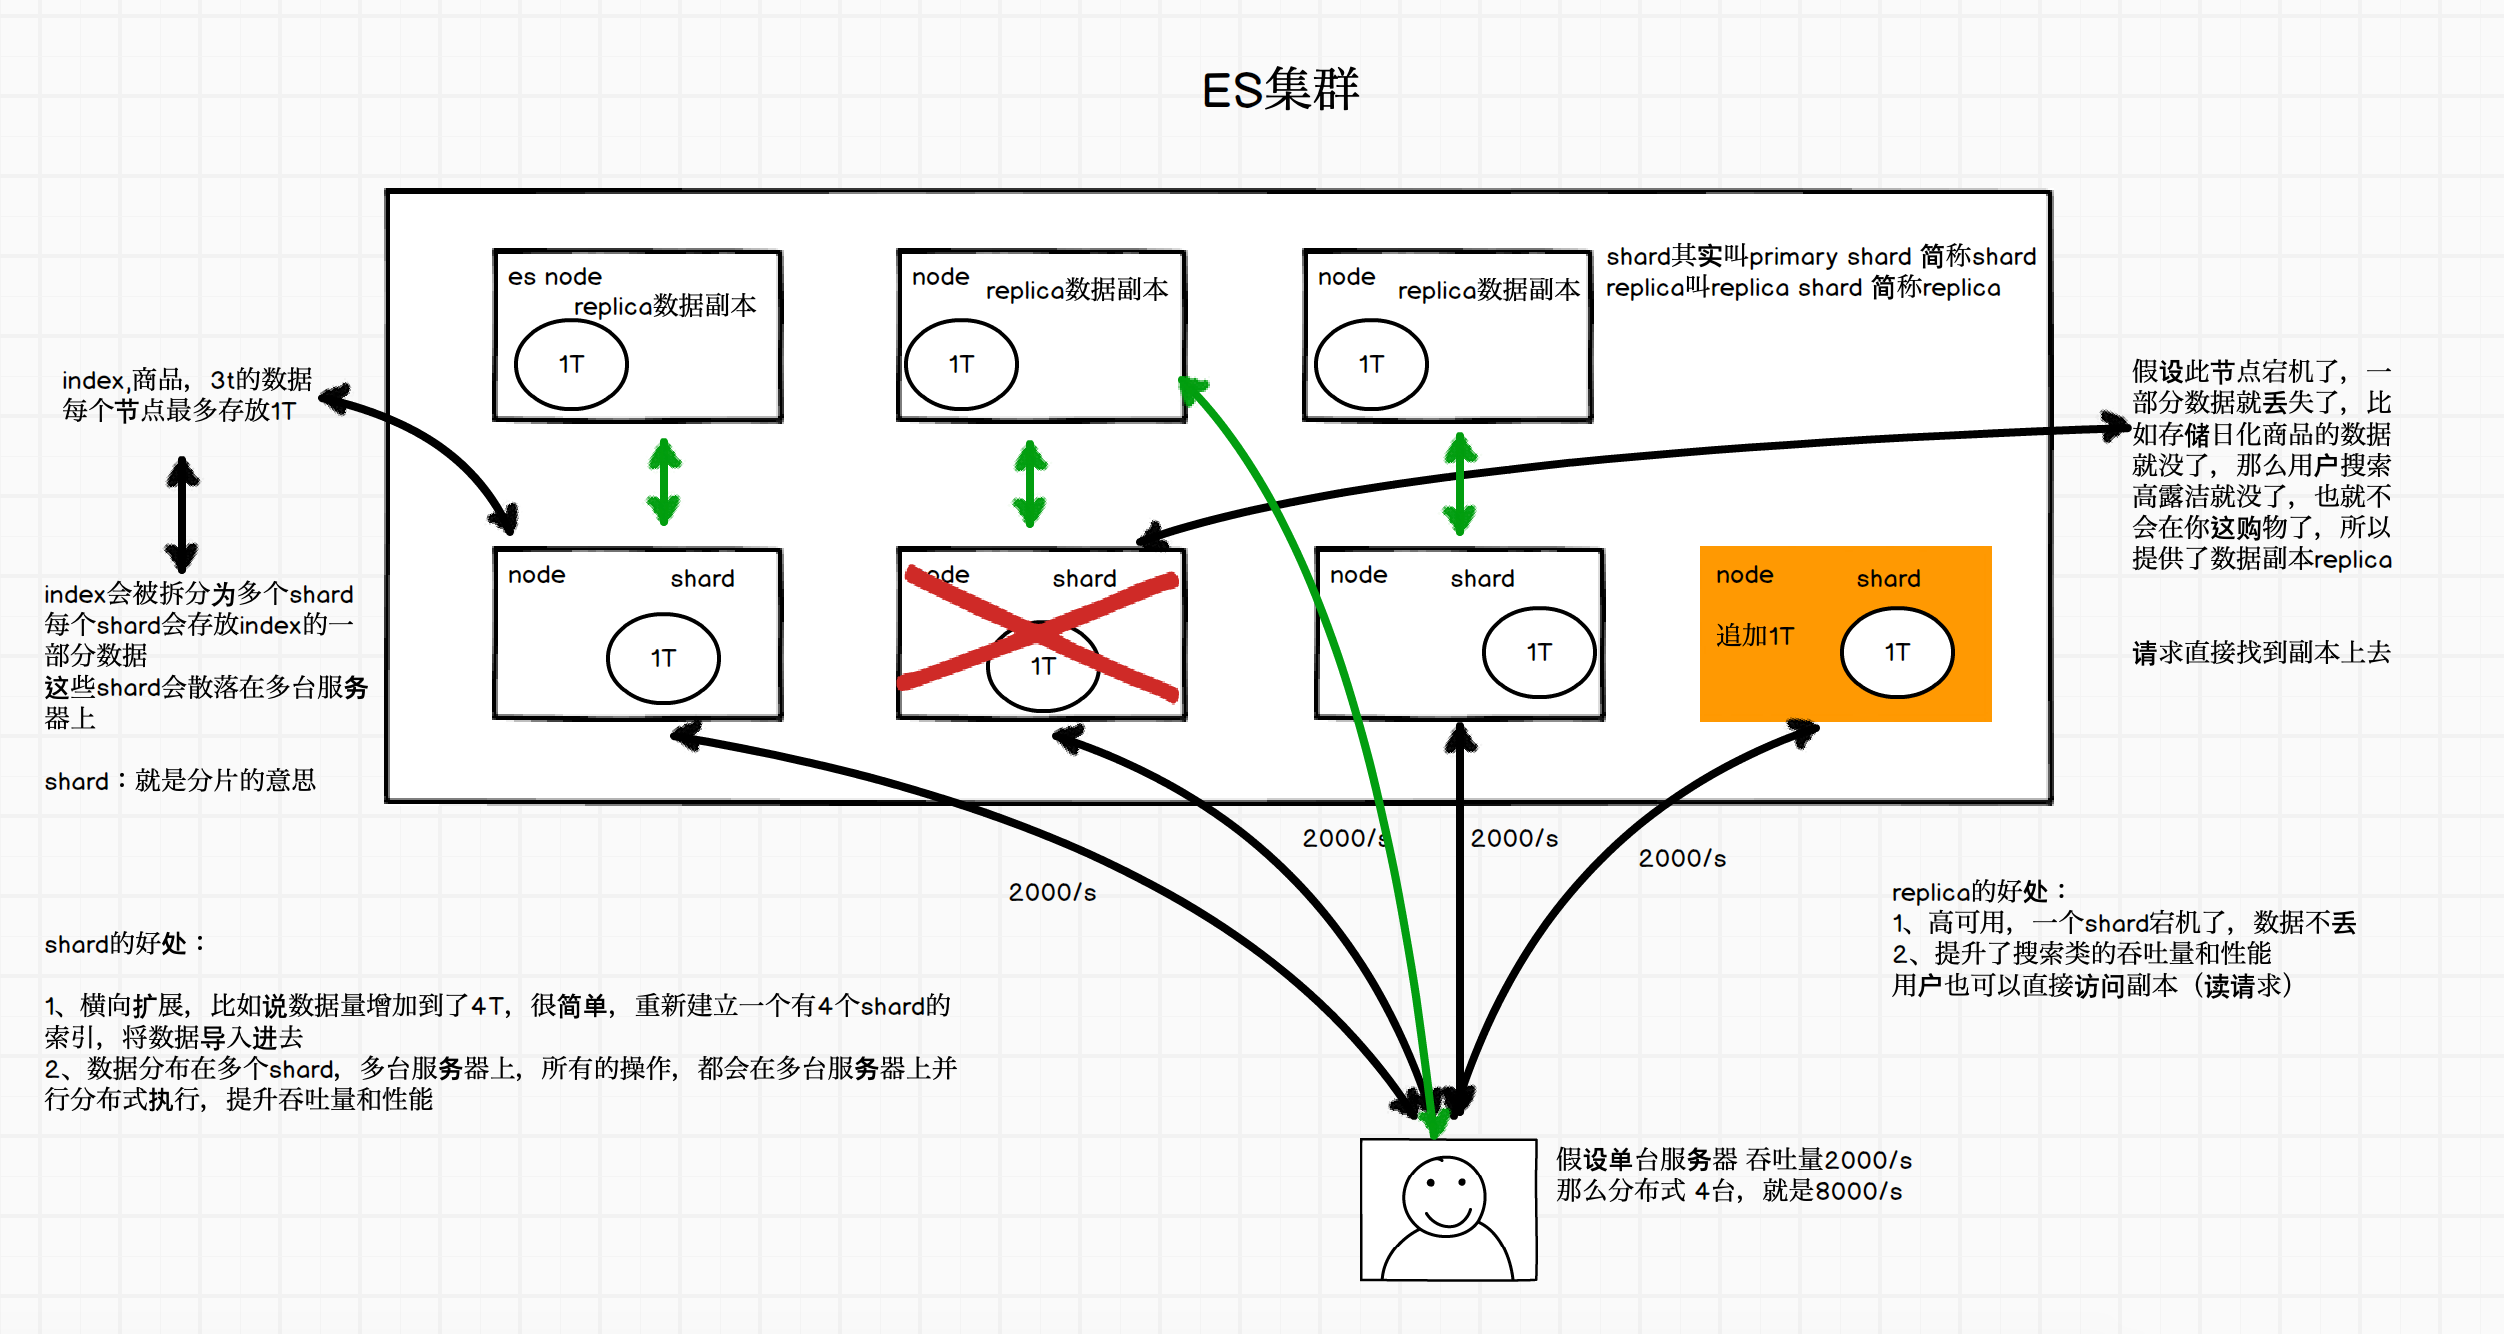 ES集群
es node
replica数据副本
1T
node
replica数据副本
1T
node
replica数据副本
1T
shard其实叫primary shard 简称shard
replica叫replica shard 简称replica
index,商品，3t的数据
每个节点最多存放1T
假设此节点宕机了，一
部分数据就丢失了，比
如存储日化商品的数据
就没了，那么用户搜索
高露洁就没了，也就不
会在你这购物了，所以
提供了数据副本replica
请求直接找到副本上去
index会被拆分为多个shard
每个shard会存放index的一
部分数据
这些shard会散落在多台服务
器上
shard：就是分片的意思
node
shard
1T
node
shard
1T
node
shard
1T
node
shard
追加1T
1T
2000/s
2000/s
2000/s
2000/s
replica的好处：
1、高可用，一个shard宕机了，数据不丢
2、提升了搜索类的吞吐量和性能
用户也可以直接访问副本（读请求）
shard的好处：
1、横向扩展，比如说数据量增加到了4T，很简单，重新建立一个有4个shard的
索引，将数据导入进去
2、数据分布在多个shard，多台服务器上，所有的操作，都会在多台服务器上并
行分布式执行，提升吞吐量和性能
假设单台服务器 吞吐量2000/s
那么分布式 4台，就是8000/s